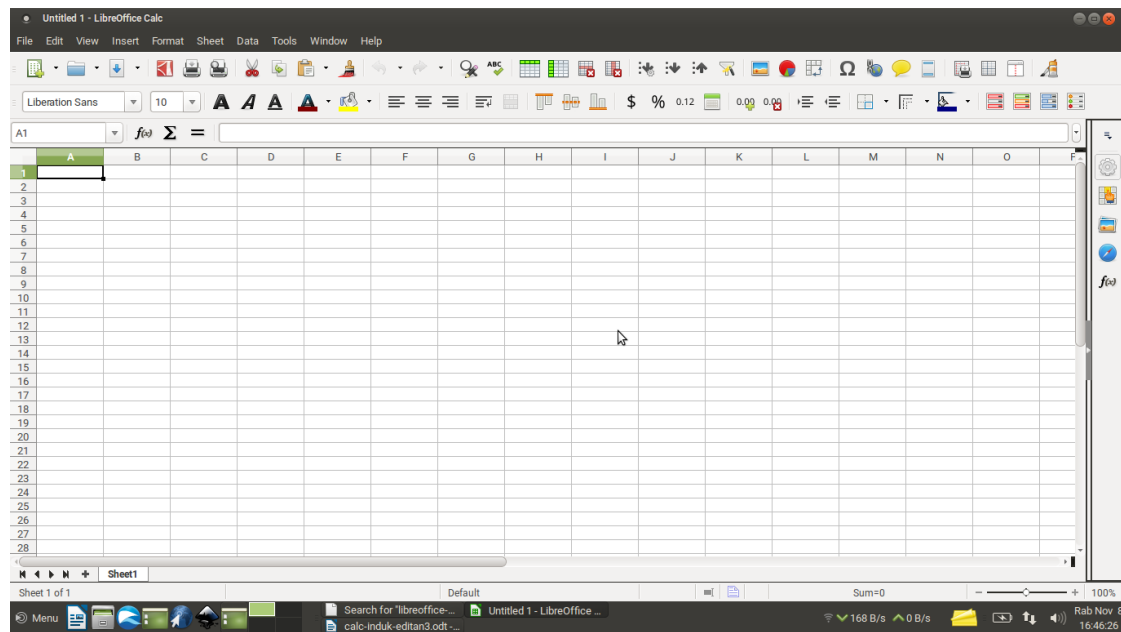 Untitled 1 - LibreOffice Calc
File Edit View Insert Format Sheet Data Tools Window Help
ABC
Liberation Sans 10 A A A A $ % 0.12 0.00 0.00
A1 f(x) Σ =
A B C D E F G H I J K L M N O P
1
2
3
4
5
6
7
8
9
10
11
12
13
14
15
16
17
18
19
20
21
22
23
24
25
26
27
28
f(x)
Sheet1
Sheet 1 of 1 Default Sum=0 100%
Menu
Search for "libreoffice-... Untitled 1 - LibreOffice ...
calc-induk-editan3.odt -...
168 B/s 0 B/s
Rab Nov 8
16:46:26